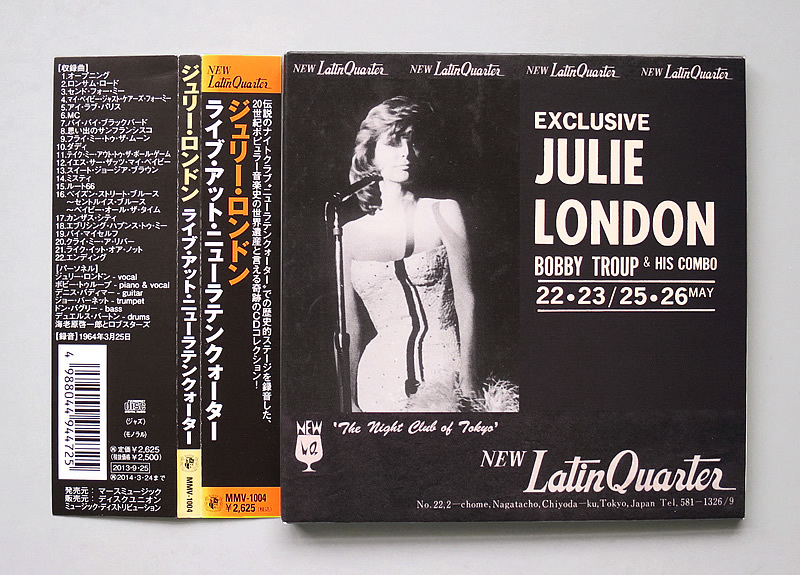 【収録曲】
1.オープニング
2.ロンサム・ロード
3.センド・フォー・ミー
4.マイ・ベイビー・ジャスト・ケアーズ・フォー・ミー
5.アイ・ラブ・パリス
6.MC
7.バイ・バイ・ブラックバード
8.思い出のサンフランシスコ
9.フライ・ミー・トゥ・ザ・ムーン
10.ダディ
11.テイク・ミー・アウト・トゥ・ザ・ボール・ゲーム
12.イエス・サー・ザッツ・マイ・ベイビー
13.スイート・ジョージア・ブラウン
14.ミスティ
15.ルート66
16.ベイズン・ストリート・ブルース
～セントルイス・ブルース
～ベイビー・オール・ザ・タイム
17.カンザス・シティ
18.エブリシング・ハプンス・トゥ・ミー
19.バイ・マイセルフ
20.クライ・ミー・ア・リバー
21.ライク・イット・オア・ノット
22.エンディング
【パーソネル】
ジュリー・ロンドン - vocal
ボビー・トゥループ - piano & vocal
デニス・バディマー - guitar
ジョー・バーネット - trumpet
ドン・バグリー - bass
デュエルス・バートン - drums
海老原啓一郎とロブスターズ
【録音】1964年3月25日
4 988044 944725
(ジャズ)
(モノラル)
定価￥2,625
(税抜価格￥2,500)
2013・9・25
2014・3・24まで
発売元： マーシュミュージック
販売元： ディスクユニオン
ミュージック・ディストリビューション
ジュリー・ロンドン ライブ・アット・ニューラテンクォーター
MMV-1004
NEW Latin Quarter
伝説のナイトクラブ"ニューラテンクォーター"での歴史的ステージを録音した、
20世紀ポピュラー音楽史の世界遺産と言える奇跡のCDコレクション!
ジュリー・ロンドン
ライブ・アット・ニューラテンクォーター
MMV-1004
￥2,625(税込)
NEW Latin Quarter NEW Latin Quarter NEW Latin Quarter NEW Latin Quarter
EXCLUSIVE
JULIE
LONDON
BOBBY TROUP & HIS COMBO
22・23/25・26 MAY
NEW
L.Q.
'The Night Club of Tokyo'
NEW Latin Quarter
No. 22,2-chome, Nagatacho, Chiyoda-ku, Tokyo, Japan Tel, 581-1326/9